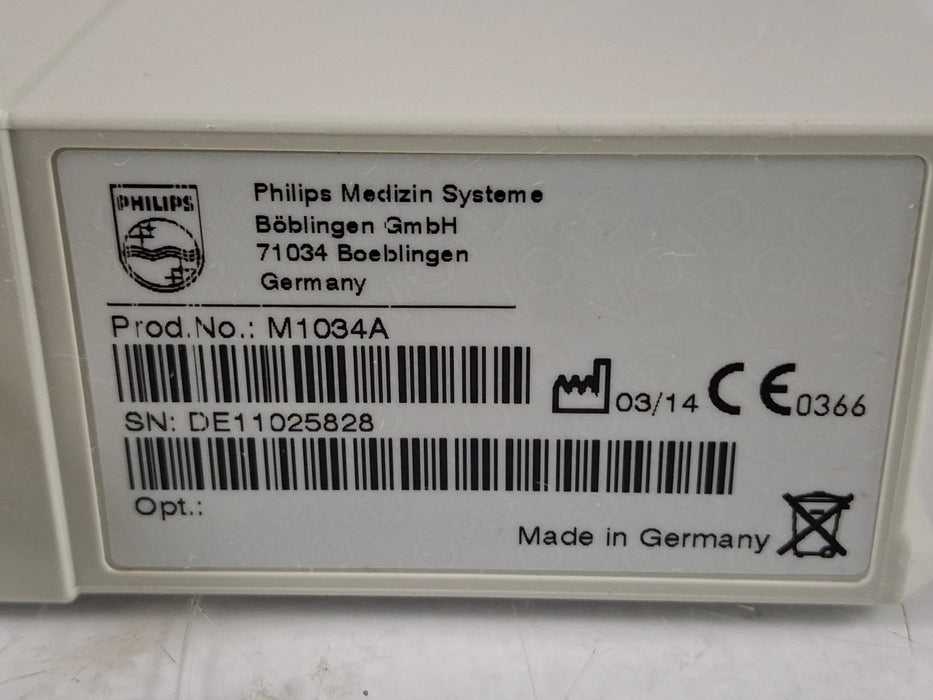 PHILIPS
Philips Medizin Systeme
Böblingen GmbH
71034 Boeblingen
Germany
Prod.No.: M1034A
03/14 CE 0366
SN: DE11025828
Opt.:
Made in Germany